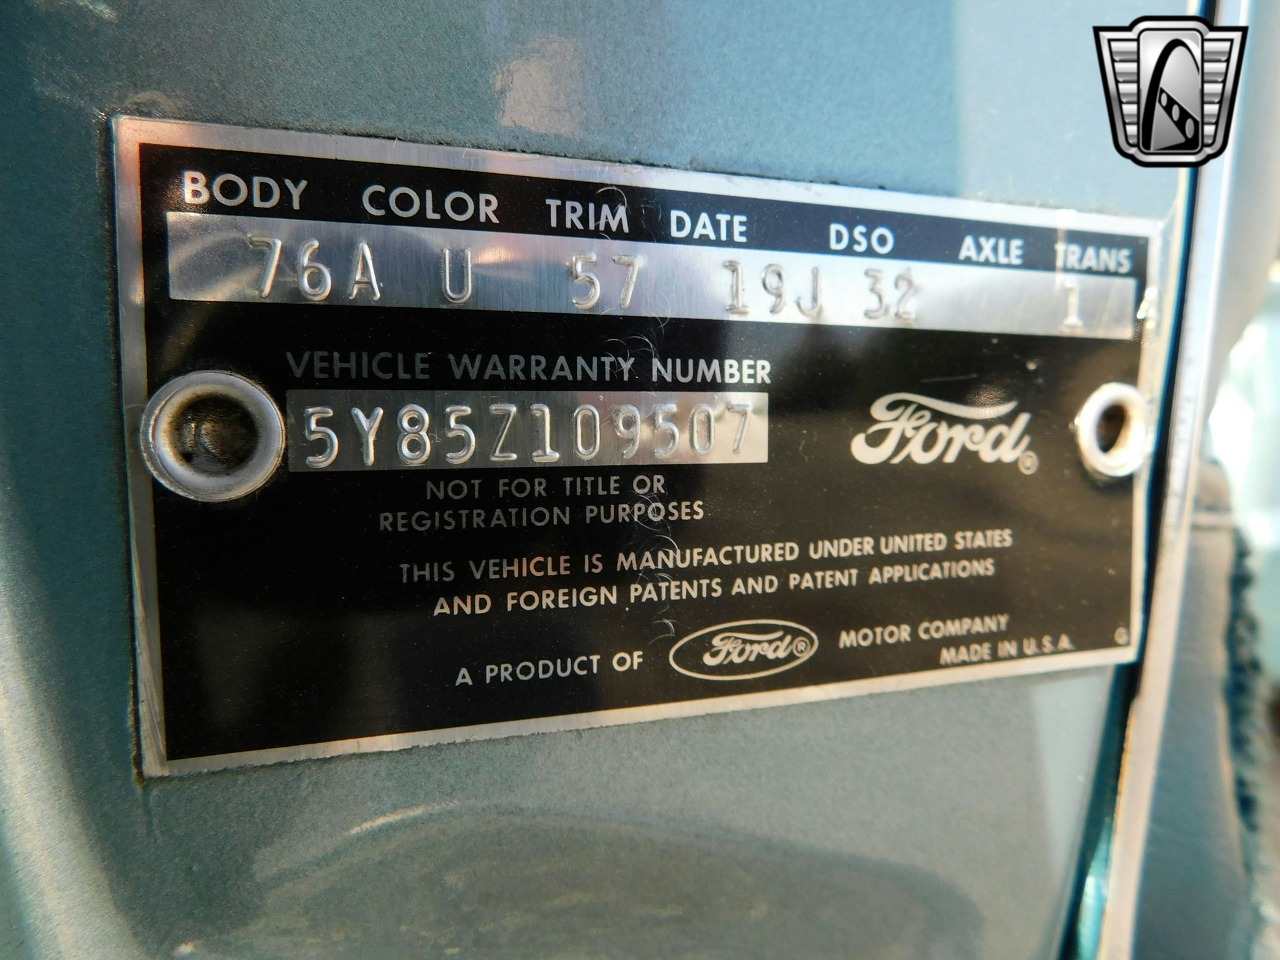 BODY COLOR TRIM DATE DSO AXLE TRANS
76A U 57 19J 32 1
VEHICLE WARRANTY NUMBER
5Y85Z109507
Ford®
NOT FOR TITLE OR
REGISTRATION PURPOSES
THIS VEHICLE IS MANUFACTURED UNDER UNITED STATES
AND FOREIGN PATENTS AND PATENT APPLICATIONS
A PRODUCT OF Ford® MOTOR COMPANY
MADE IN U.S.A. G